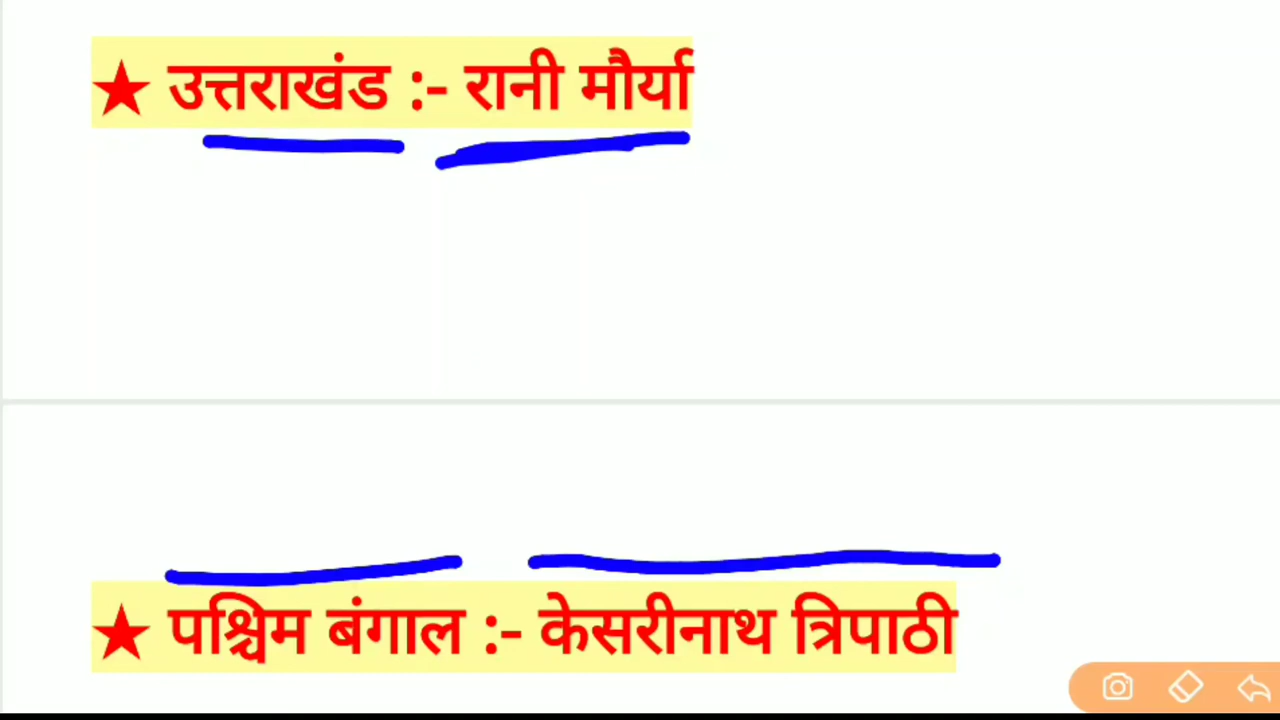 ★ उत्तराखंड :- रानी मौर्या
★ पश्चिम बंगाल :- केसरीनाथ त्रिपाठी